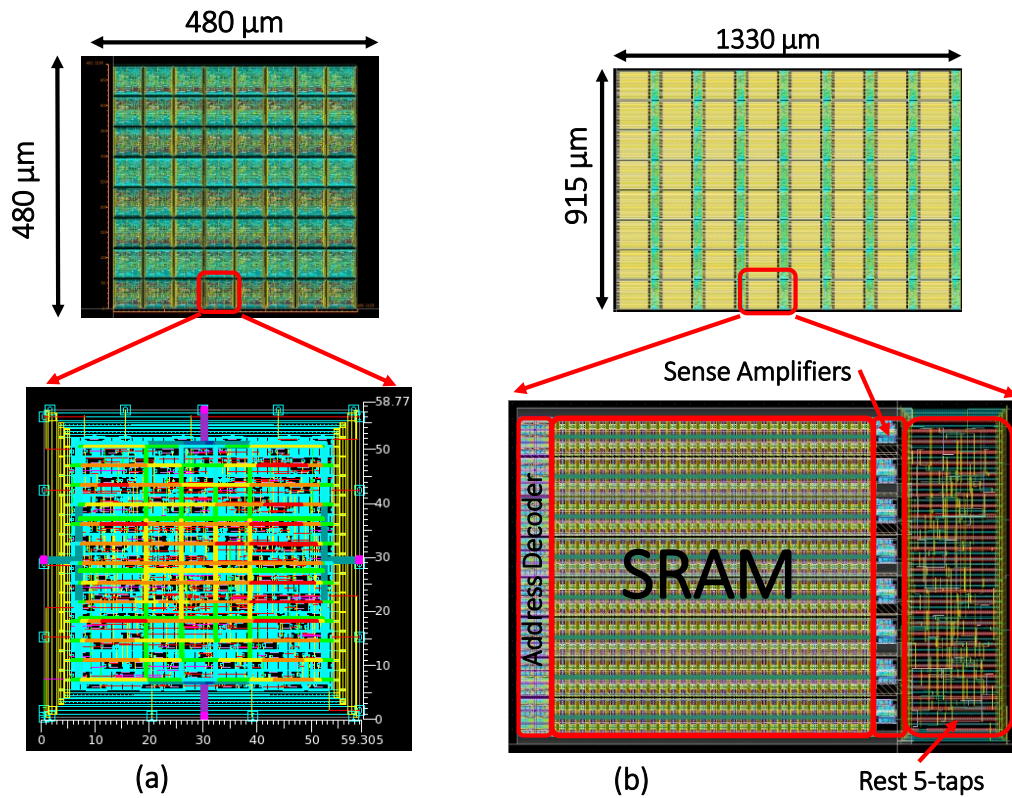 480 µm
1330 µm
480 µm
915 µm
Sense Amplifiers
58.77
50
40
30
20
10
0
0
10
20
30
40
59.305
Address Decoder
SRAM
(a)
(b)
Rest 5-taps